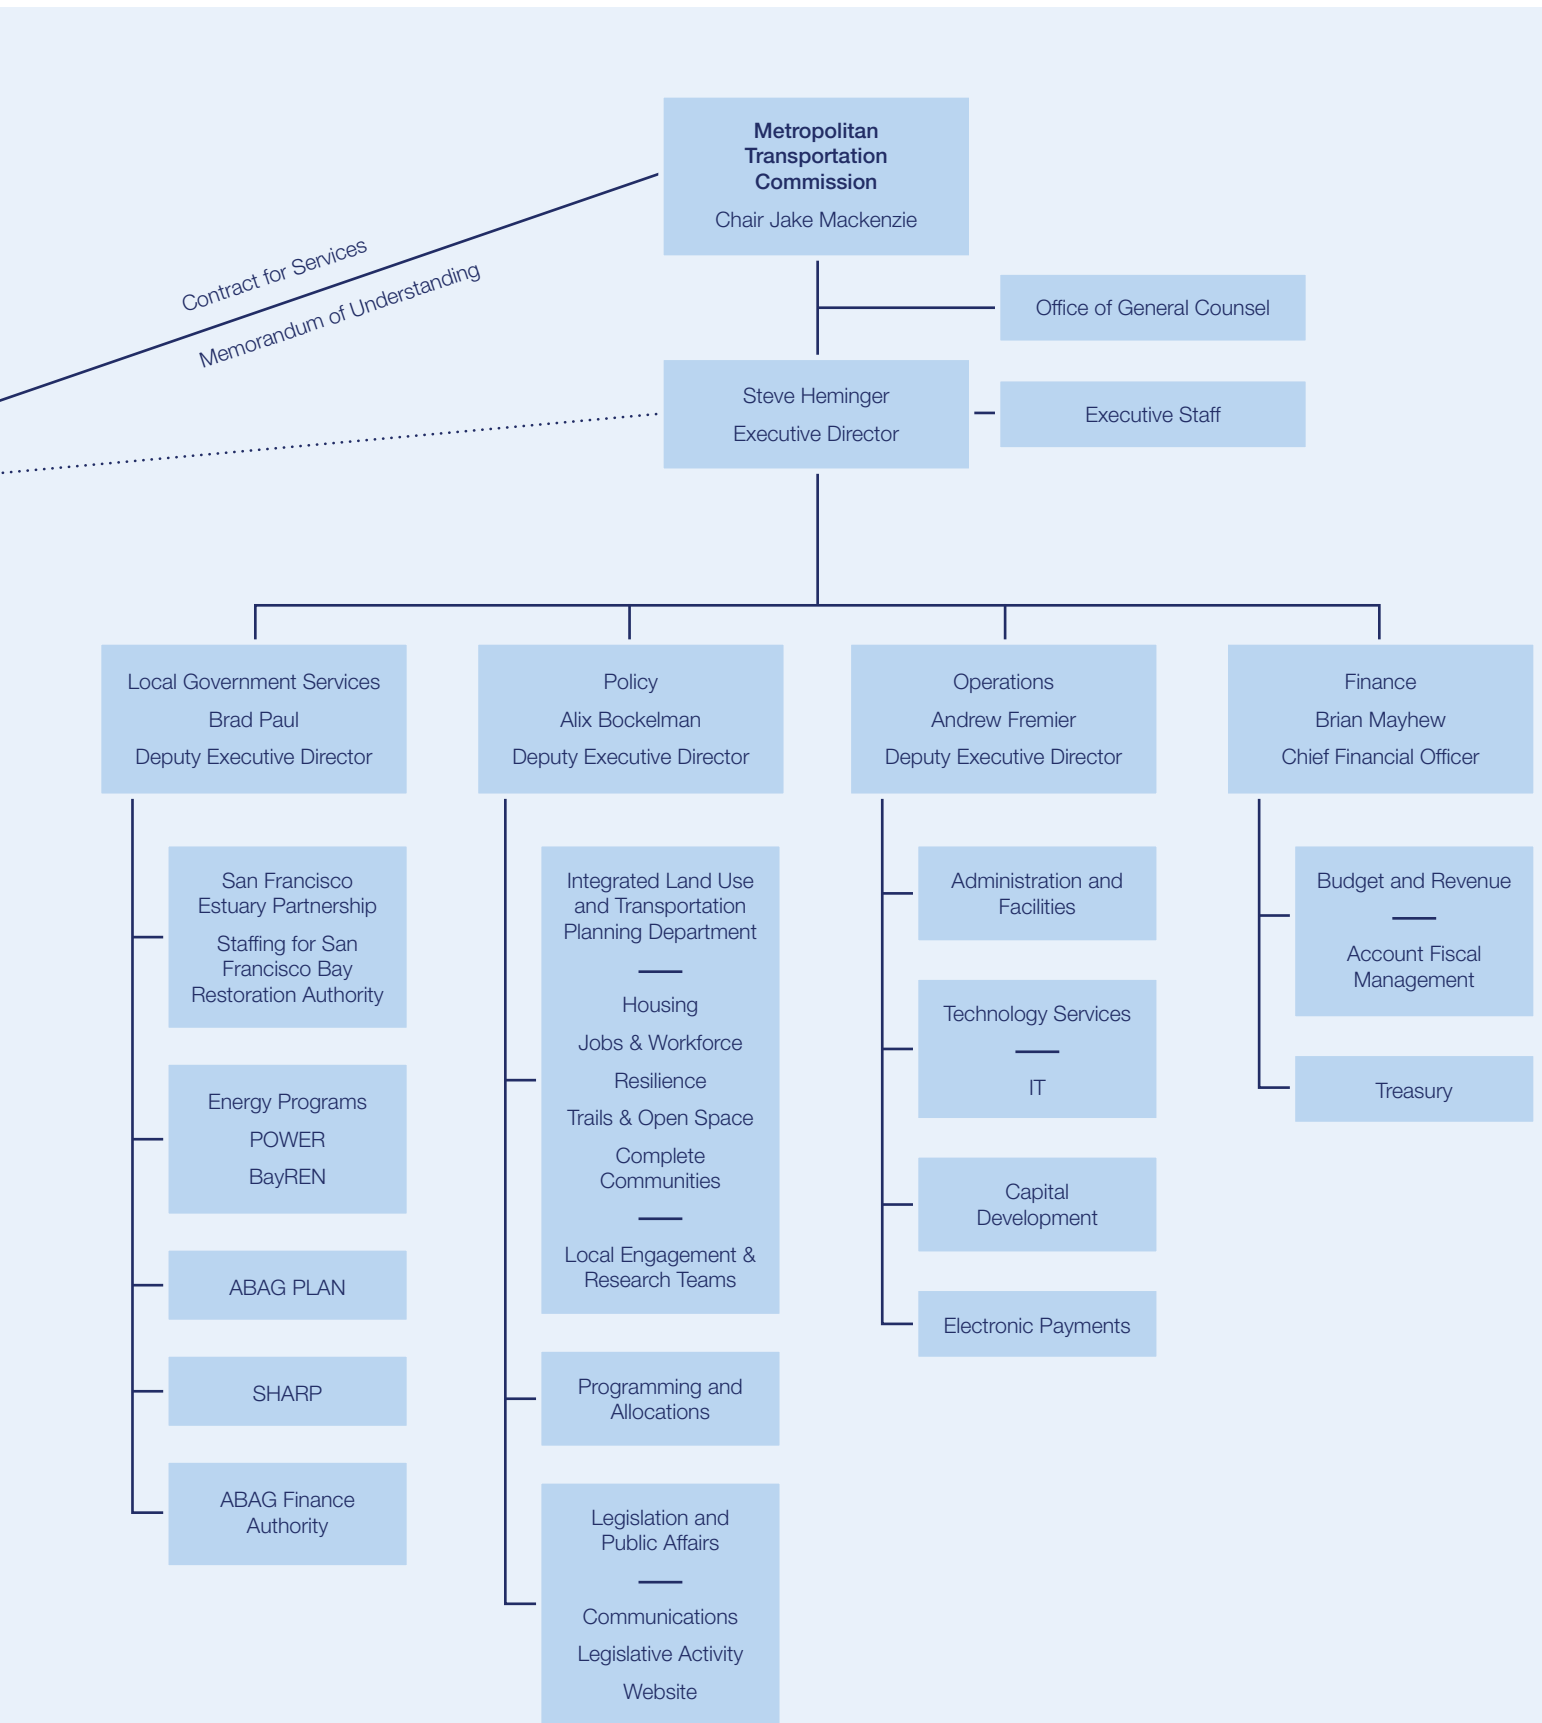 Metropolitan
Transportation
Commission
Chair Jake Mackenzie
Contract for Services
Memorandum of Understanding
Office of General Counsel
Steve Heminger
Executive Director
Executive Staff
Local Government Services
Brad Paul
Deputy Executive Director
Policy
Alix Bockelman
Deputy Executive Director
Operations
Andrew Fremier
Deputy Executive Director
Finance
Brian Mayhew
Chief Financial Officer
San Francisco
Estuary Partnership
Staffing for San
Francisco Bay
Restoration Authority
Energy Programs
POWER
BayREN
ABAG PLAN
SHARP
ABAG Finance
Authority
Integrated Land Use
and Transportation
Planning Department
Housing
Jobs & Workforce
Resilience
Trails & Open Space
Complete
Communities
Local Engagement &
Research Teams
Programming and
Allocations
Legislation and
Public Affairs
Communications
Legislative Activity
Website
Administration and
Facilities
Technology Services
IT
Capital
Development
Electronic Payments
Budget and Revenue
Account Fiscal
Management
Treasury